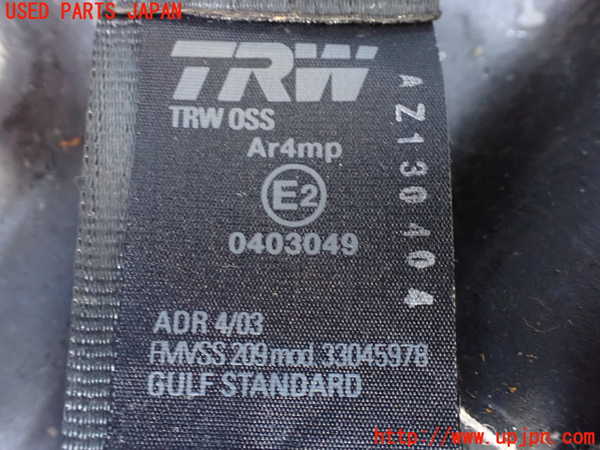 USED PARTS JAPAN
TRW
TRW OSS
Ar4mp
E2
0403049
ADR 4/03
FMVSS 209 mod. 33045978
GULF STANDARD
AZ130404
https://www.upjpn.com